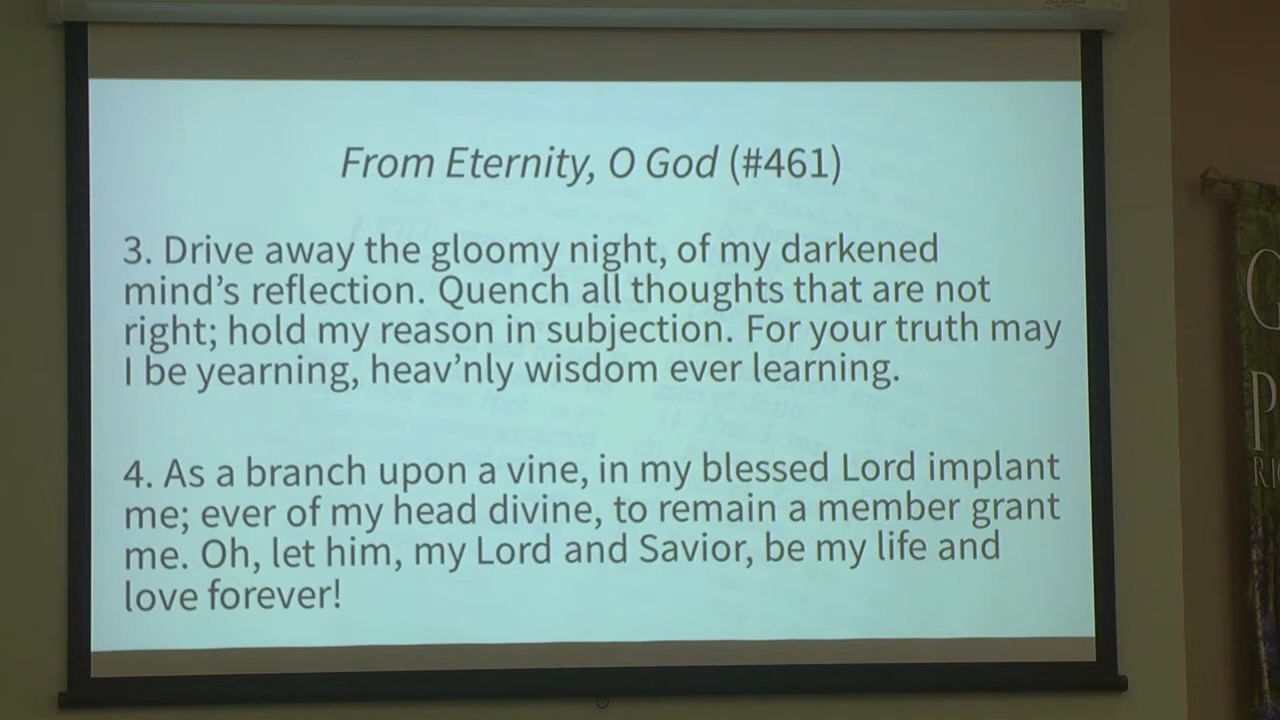 From Eternity, O God (#461)
3. Drive away the gloomy night, of my darkened
mind’s reflection. Quench all thoughts that are not
right; hold my reason in subjection. For your truth may
I be yearning, heav’nly wisdom ever learning.
4. As a branch upon a vine, in my blessed Lord implant
me; ever of my head divine, to remain a member grant
me. Oh, let him, my Lord and Savior, be my life and
love forever!